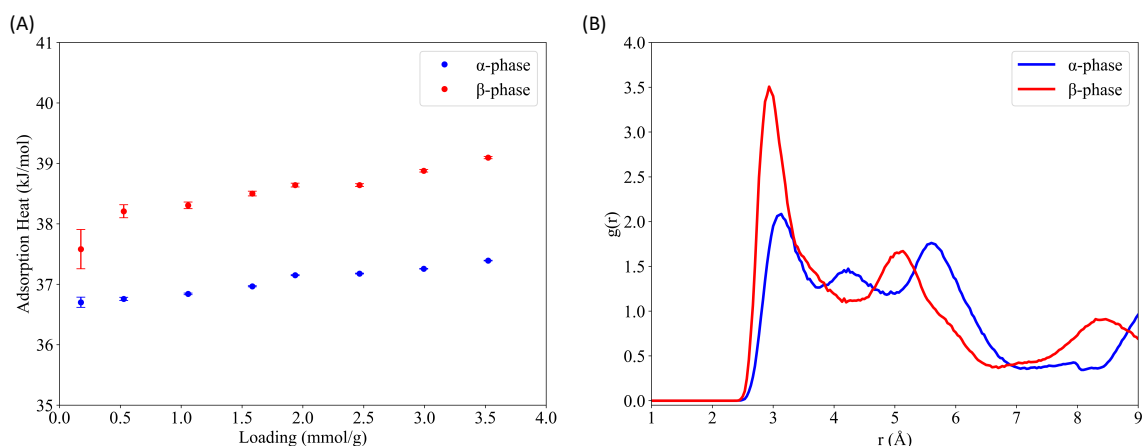 (A)
41
40
39
38
37
36
35
Adsorption Heat (kJ/mol)
α-phase
β-phase
0.0 0.5 1.0 1.5 2.0 2.5 3.0 3.5 4.0
Loading (mmol/g)
(B)
4.0
3.5
3.0
2.5
2.0
1.5
1.0
0.5
0.0
g(r)
α-phase
β-phase
1 2 3 4 5 6 7 8 9
r (Å)